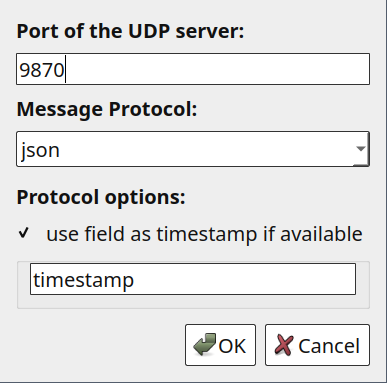 Port of the UDP server:
9870
Message Protocol:
json
Protocol options:
use field as timestamp if available
timestamp
OK Cancel